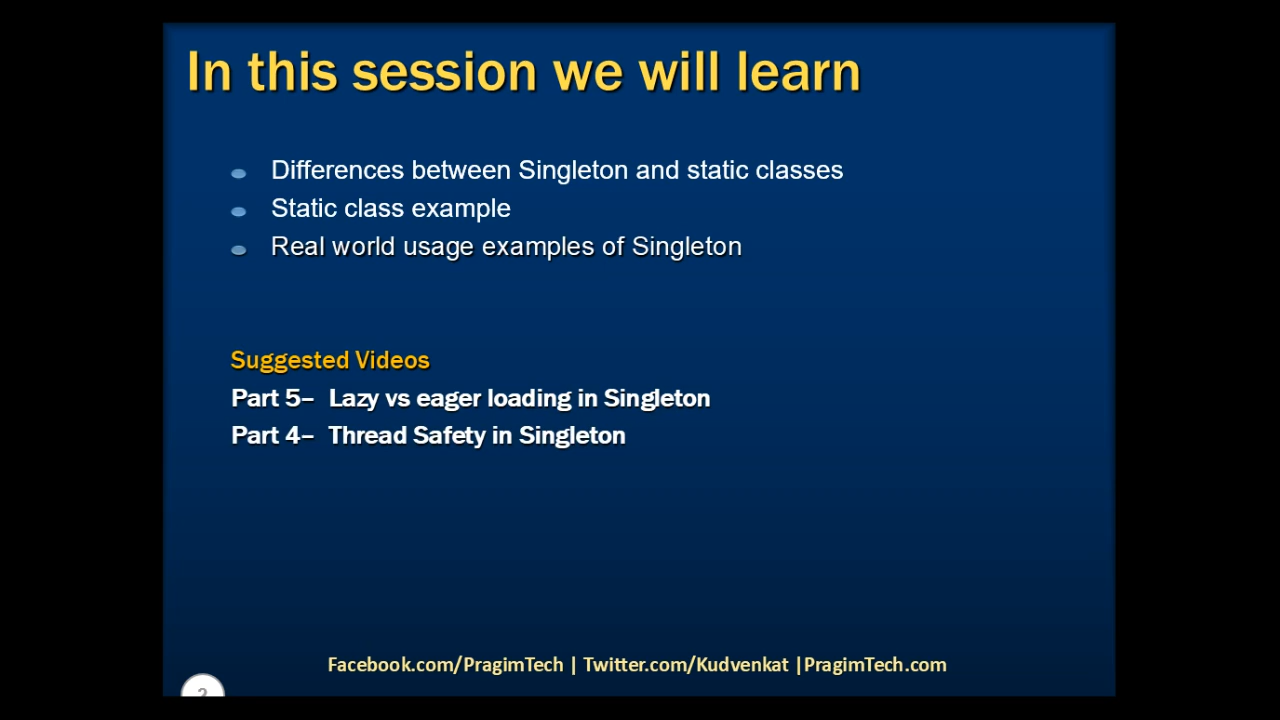 In this session we will learn
Differences between Singleton and static classes
Static class example
Real world usage examples of Singleton
Suggested Videos
Part 5– Lazy vs eager loading in Singleton
Part 4– Thread Safety in Singleton
Facebook.com/PragimTech | Twitter.com/Kudvenkat |PragimTech.com
2